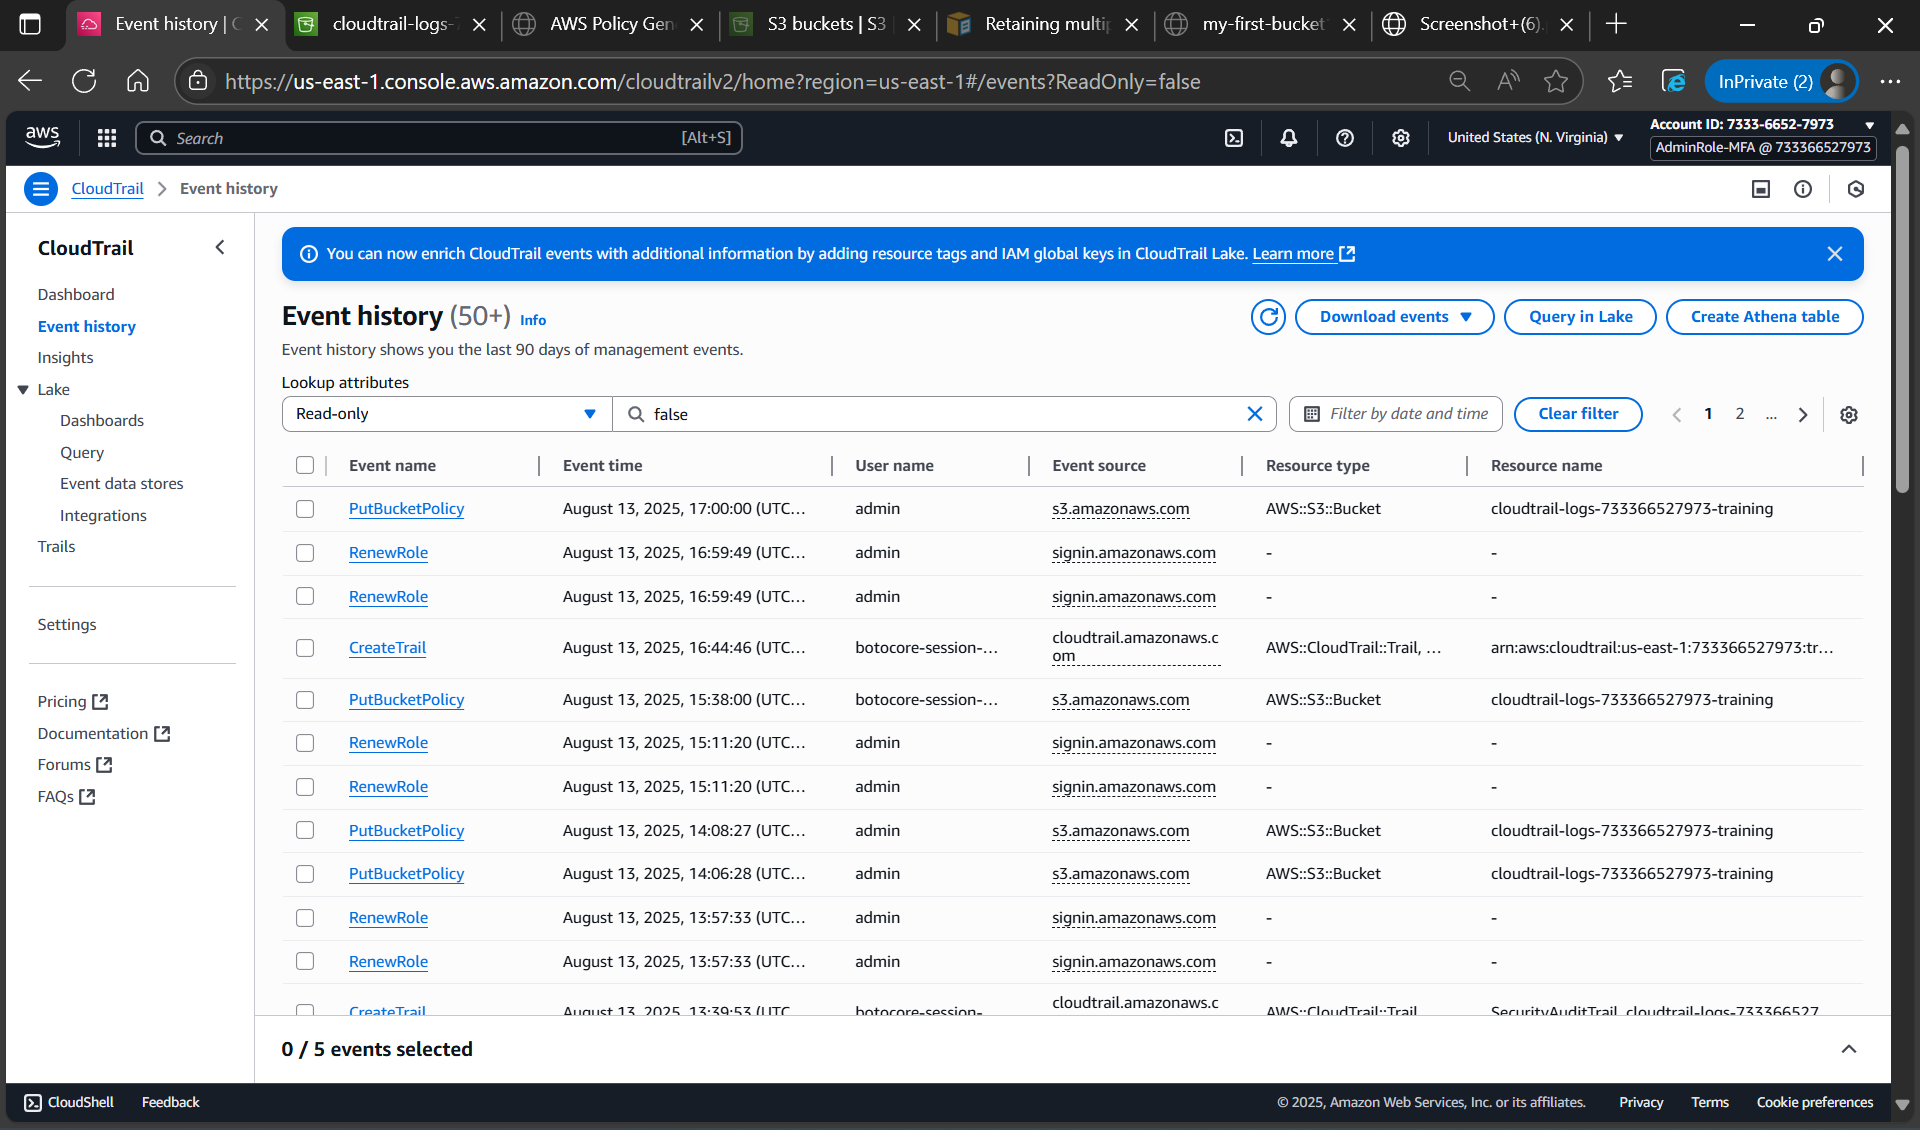 Event history | C
cloudtrail-logs-7
AWS Policy Gen
S3 buckets | S3
Retaining multip
my-first-bucket
Screenshot+(6).
https://us-east-1.console.aws.amazon.com/cloudtrailv2/home?region=us-east-1#/events?ReadOnly=false
InPrivate (2)
aws
Search [Alt+S]
United States (N. Virginia)
Account ID: 7333-6652-7973
AdminRole-MFA @ 733366527973
CloudTrail > Event history
CloudTrail
Dashboard
Event history
Insights
Lake
Dashboards
Query
Event data stores
Integrations
Trails
Settings
Pricing
Documentation
Forums
FAQs
You can now enrich CloudTrail events with additional information by adding resource tags and IAM global keys in CloudTrail Lake. Learn more
Event history (50+) Info
Download events
Query in Lake
Create Athena table
Event history shows you the last 90 days of management events.
Lookup attributes
Read-only
false
Filter by date and time
Clear filter
1 2 ...
Event name Event time User name Event source Resource type Resource name
PutBucketPolicy August 13, 2025, 17:00:00 (UTC... admin s3.amazonaws.com AWS::S3::Bucket cloudtrail-logs-733366527973-training
RenewRole August 13, 2025, 16:59:49 (UTC... admin signin.amazonaws.com - -
RenewRole August 13, 2025, 16:59:49 (UTC... admin signin.amazonaws.com - -
CreateTrail August 13, 2025, 16:44:46 (UTC... botocore-session-... cloudtrail.amazonaws.com AWS::CloudTrail::Trail, ... arn:aws:cloudtrail:us-east-1:733366527973:tr...
PutBucketPolicy August 13, 2025, 15:38:00 (UTC... botocore-session-... s3.amazonaws.com AWS::S3::Bucket cloudtrail-logs-733366527973-training
RenewRole August 13, 2025, 15:11:20 (UTC... admin signin.amazonaws.com - -
RenewRole August 13, 2025, 15:11:20 (UTC... admin signin.amazonaws.com - -
PutBucketPolicy August 13, 2025, 14:08:27 (UTC... admin s3.amazonaws.com AWS::S3::Bucket cloudtrail-logs-733366527973-training
PutBucketPolicy August 13, 2025, 14:06:28 (UTC... admin s3.amazonaws.com AWS::S3::Bucket cloudtrail-logs-733366527973-training
RenewRole August 13, 2025, 13:57:33 (UTC... admin signin.amazonaws.com - -
RenewRole August 13, 2025, 13:57:33 (UTC... admin signin.amazonaws.com - -
CreateTrail August 13, 2025, 13:39:53 (UTC... botocore-session-... cloudtrail.amazonaws.c AWS::CloudTrail::Trail SecurityAuditTrail, cloudtrail-logs-733366527
0 / 5 events selected
CloudShell
Feedback
© 2025, Amazon Web Services, Inc. or its affiliates.
Privacy
Terms
Cookie preferences